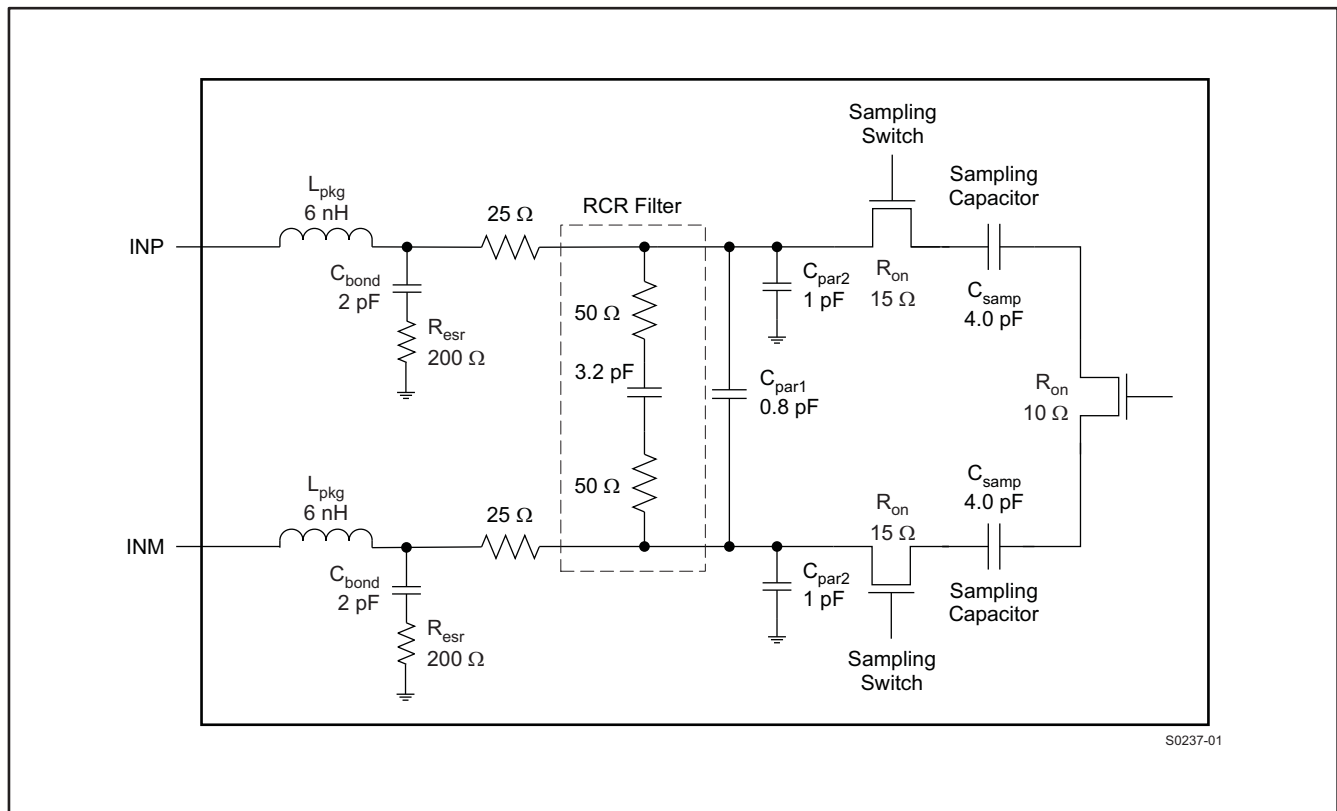 Sampling
Switch
Sampling
Capacitor
RCR Filter
L_pkg
6 nH
25 Ω
INP
C_bond
2 pF
R_esr
200 Ω
50 Ω
3.2 pF
50 Ω
C_par1
0.8 pF
C_par2
1 pF
R_on
15 Ω
C_samp
4.0 pF
R_on
10 Ω
L_pkg
6 nH
25 Ω
INM
C_bond
2 pF
R_esr
200 Ω
C_par2
1 pF
R_on
15 Ω
C_samp
4.0 pF
Sampling
Capacitor
Sampling
Switch
S0237-01